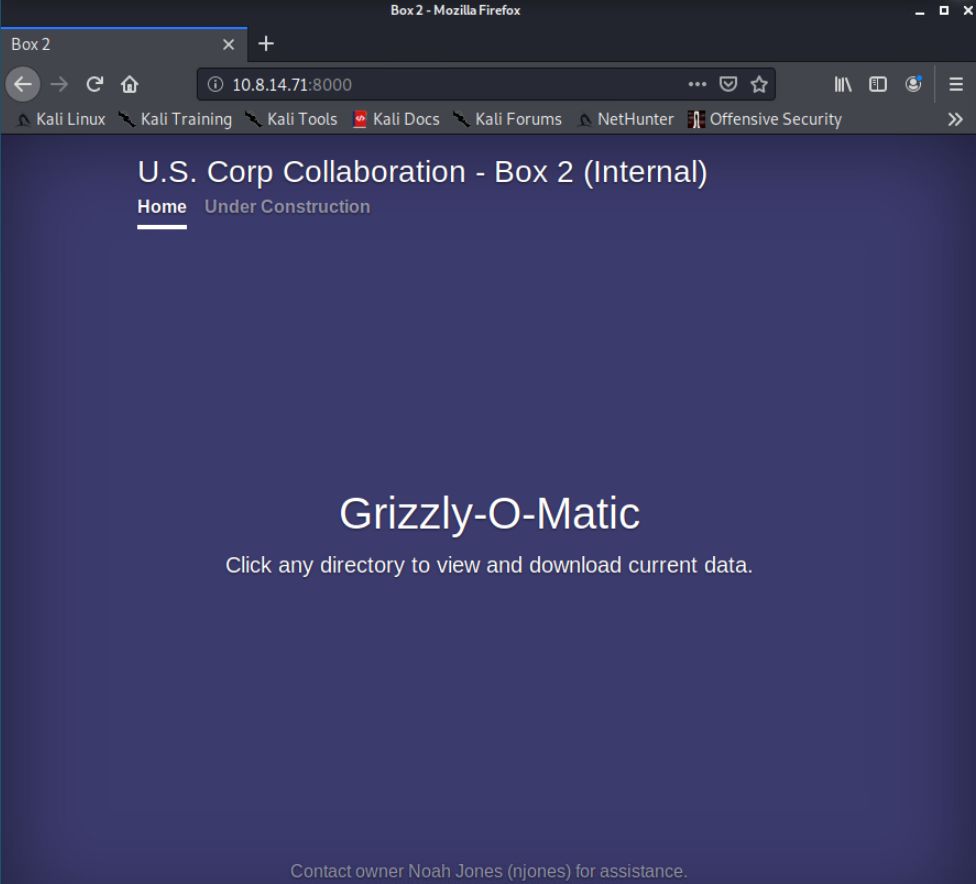 Box 2 - Mozilla Firefox
Box 2
10.8.14.71:8000
Kali Linux Kali Training Kali Tools Kali Docs Kali Forums NetHunter Offensive Security
U.S. Corp Collaboration - Box 2 (Internal)
Home Under Construction
Grizzly-O-Matic
Click any directory to view and download current data.
Contact owner Noah Jones (njones) for assistance.